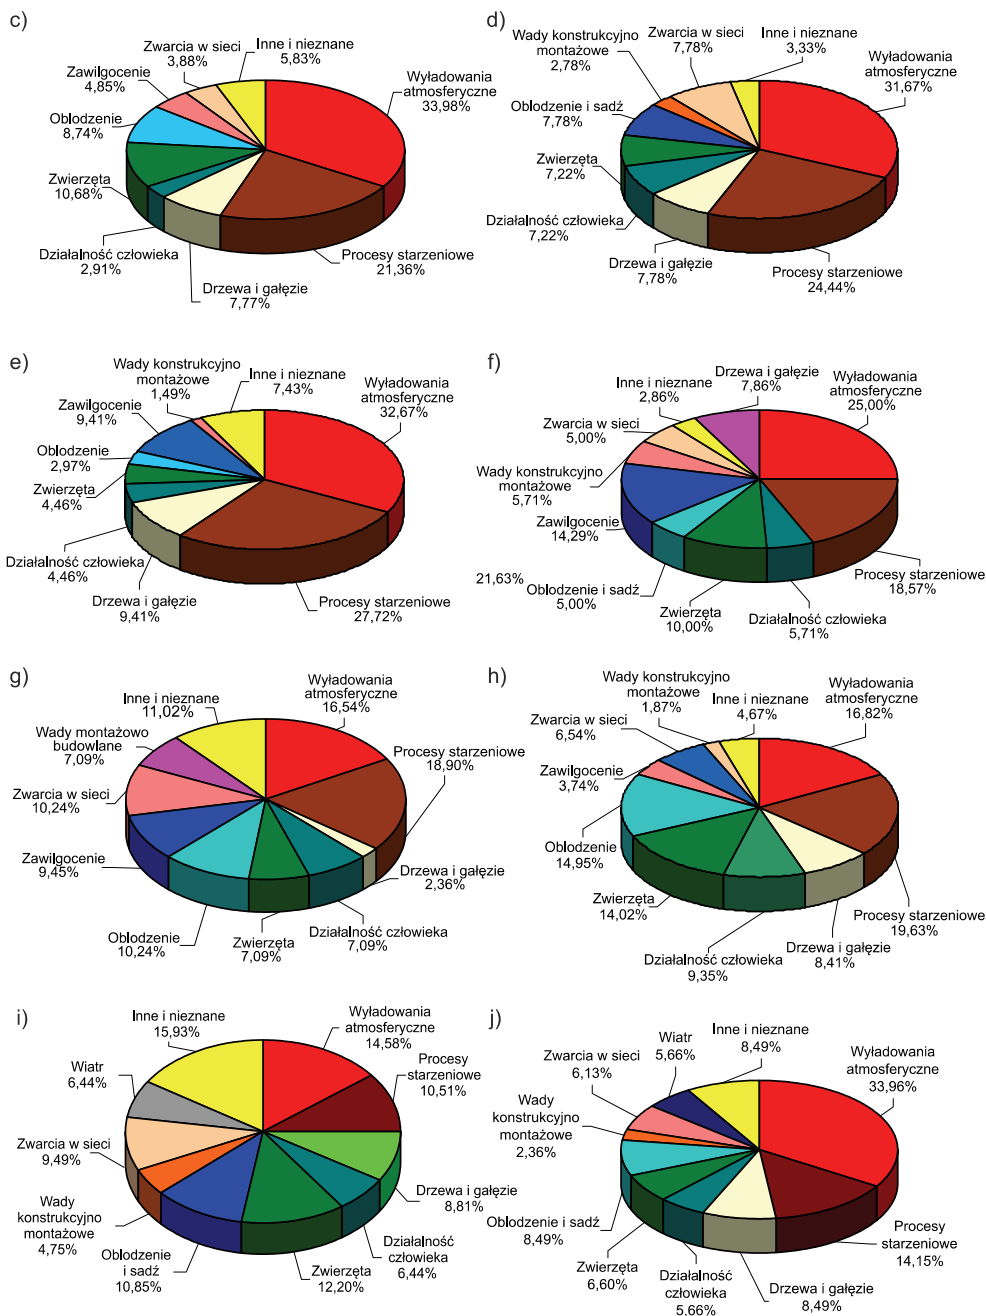 c)
Zwarcia w sieci
3,88%
Inne i nieznane
5,83%
Zawilgocenie
4,85%
Wyładowania
atmosferyczne
33,98%
Oblodzenie
8,74%
Zwierzęta
10,68%
Działalność człowieka
2,91%
Drzewa i gałęzie
7,77%
Procesy starzeniowe
21,36%
d)
Wady konstrukcyjno
montażowe
2,78%
Zwarcia w sieci
7,78%
Inne i nieznane
3,33%
Wyładowania
atmosferyczne
31,67%
Oblodzenie i sadź
7,78%
Zwierzęta
7,22%
Działalność człowieka
7,22%
Drzewa i gałęzie
7,78%
Procesy starzeniowe
24,44%
e)
Wady konstrukcyjno
montażowe
1,49%
Inne i nieznane
7,43%
Wyładowania
atmosferyczne
32,67%
Zawilgocenie
9,41%
Oblodzenie
2,97%
Zwierzęta
4,46%
Działalność człowieka
4,46%
Drzewa i gałęzie
9,41%
Procesy starzeniowe
27,72%
f)
Drzewa i gałęzie
7,86%
Inne i nieznane
2,86%
Wyładowania
atmosferyczne
25,00%
Zwarcia w sieci
5,00%
Wady konstrukcyjno
montażowe
5,71%
Zawilgocenie
14,29%
21,63%
Oblodzenie i sadź
5,00%
Zwierzęta
10,00%
Działalność człowieka
5,71%
Procesy starzeniowe
18,57%
g)
Inne i nieznane
11,02%
Wyładowania
atmosferyczne
16,54%
Wady montażowo
budowlane
7,09%
Procesy starzeniowe
18,90%
Zwarcia w sieci
10,24%
Zawilgocenie
9,45%
Drzewa i gałęzie
2,36%
Oblodzenie
10,24%
Zwierzęta
7,09%
Działalność człowieka
7,09%
h)
Wady konstrukcyjno
montażowe
1,87%
Inne i nieznane
4,67%
Wyładowania
atmosferyczne
16,82%
Zwarcia w sieci
6,54%
Zawilgocenie
3,74%
Oblodzenie
14,95%
Zwierzęta
14,02%
Działalność człowieka
9,35%
Drzewa i gałęzie
8,41%
Procesy starzeniowe
19,63%
i)
Inne i nieznane
15,93%
Wyładowania
atmosferyczne
14,58%
Wiatr
6,44%
Procesy
starzeniowe
10,51%
Zwarcia w sieci
9,49%
Wady
konstrukcyjno
montażowe
4,75%
Oblodzenie
i sadź
10,85%
Zwierzęta
12,20%
Działalność
człowieka
6,44%
Drzewa i gałęzie
8,81%
j)
Wiatr
5,66%
Inne i nieznane
8,49%
Zwarcia w sieci
6,13%
Wyładowania
atmosferyczne
33,96%
Wady
konstrukcyjno
montażowe
2,36%
Oblodzenie i sadź
8,49%
Zwierzęta
6,60%
Działalność
człowieka
5,66%
Drzewa i gałęzie
8,49%
Procesy
starzeniowe
14,15%